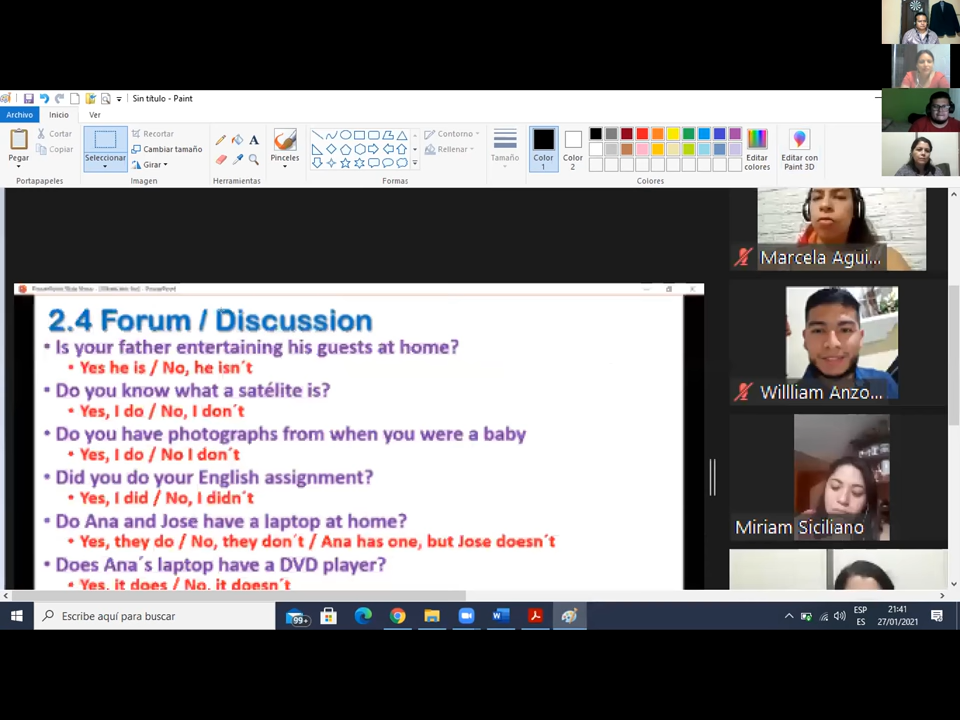 Sin título - Paint
Archivo
Inicio
Ver
Pegar
Cortar
Copiar
Portapapeles
Seleccionar
Recortar
Cambiar tamaño
Girar
Imagen
Herramientas
Pinceles
Contorno
Rellenar
Formas
Tamaño
Color
1
Color
2
Editar
colores
Editar con
Paint 3D
Colores
Marcela Agui...
Willliam Anzo...
Miriam Siciliano
2.4 Forum / Discussion
• Is your father entertaining his guests at home?
• Yes he is / No, he isn´t
• Do you know what a satélite is?
• Yes, I do / No, I don´t
• Do you have photographs from when you were a baby
• Yes, I do / No I don´t
• Did you do your English assignment?
• Yes, I did / No, I didn´t
• Do Ana and Jose have a laptop at home?
• Yes, they do / No, they don´t / Ana has one, but Jose doesn´t
• Does Ana´s laptop have a DVD player?
• Yes, it does / No, it doesn´t
Escribe aquí para buscar
99+
ESP
ES
21:41
27/01/2021